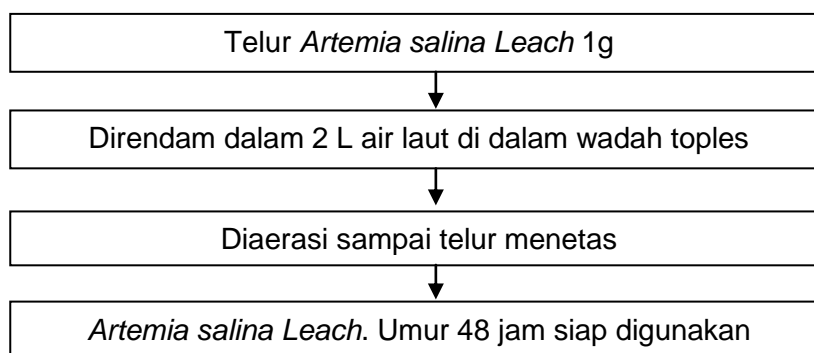 Telur Artemia salina Leach 1g
Direndam dalam 2 L air laut di dalam wadah toples
Diaerasi sampai telur menetas
Artemia salina Leach. Umur 48 jam siap digunakan